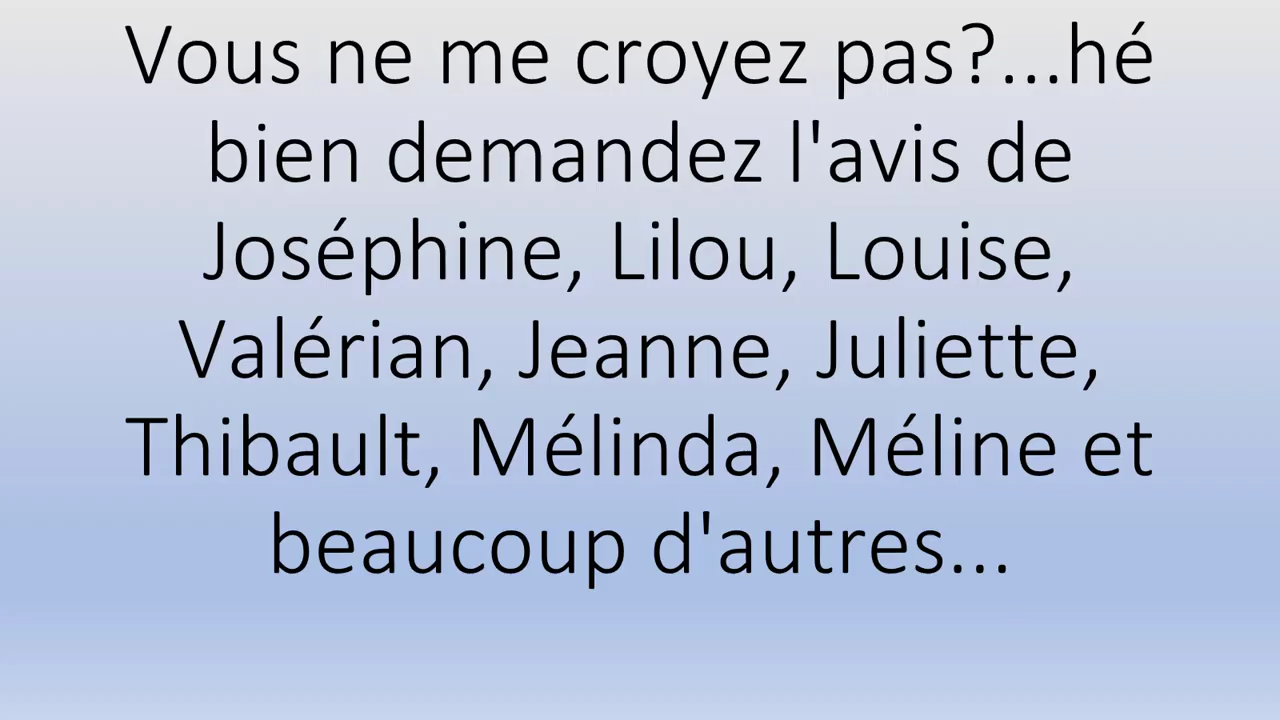 Vous ne me croyez pas?...hé
bien demandez l'avis de
Joséphine, Lilou, Louise,
Valérian, Jeanne, Juliette,
Thibault, Mélinda, Méline et
beaucoup d'autres...